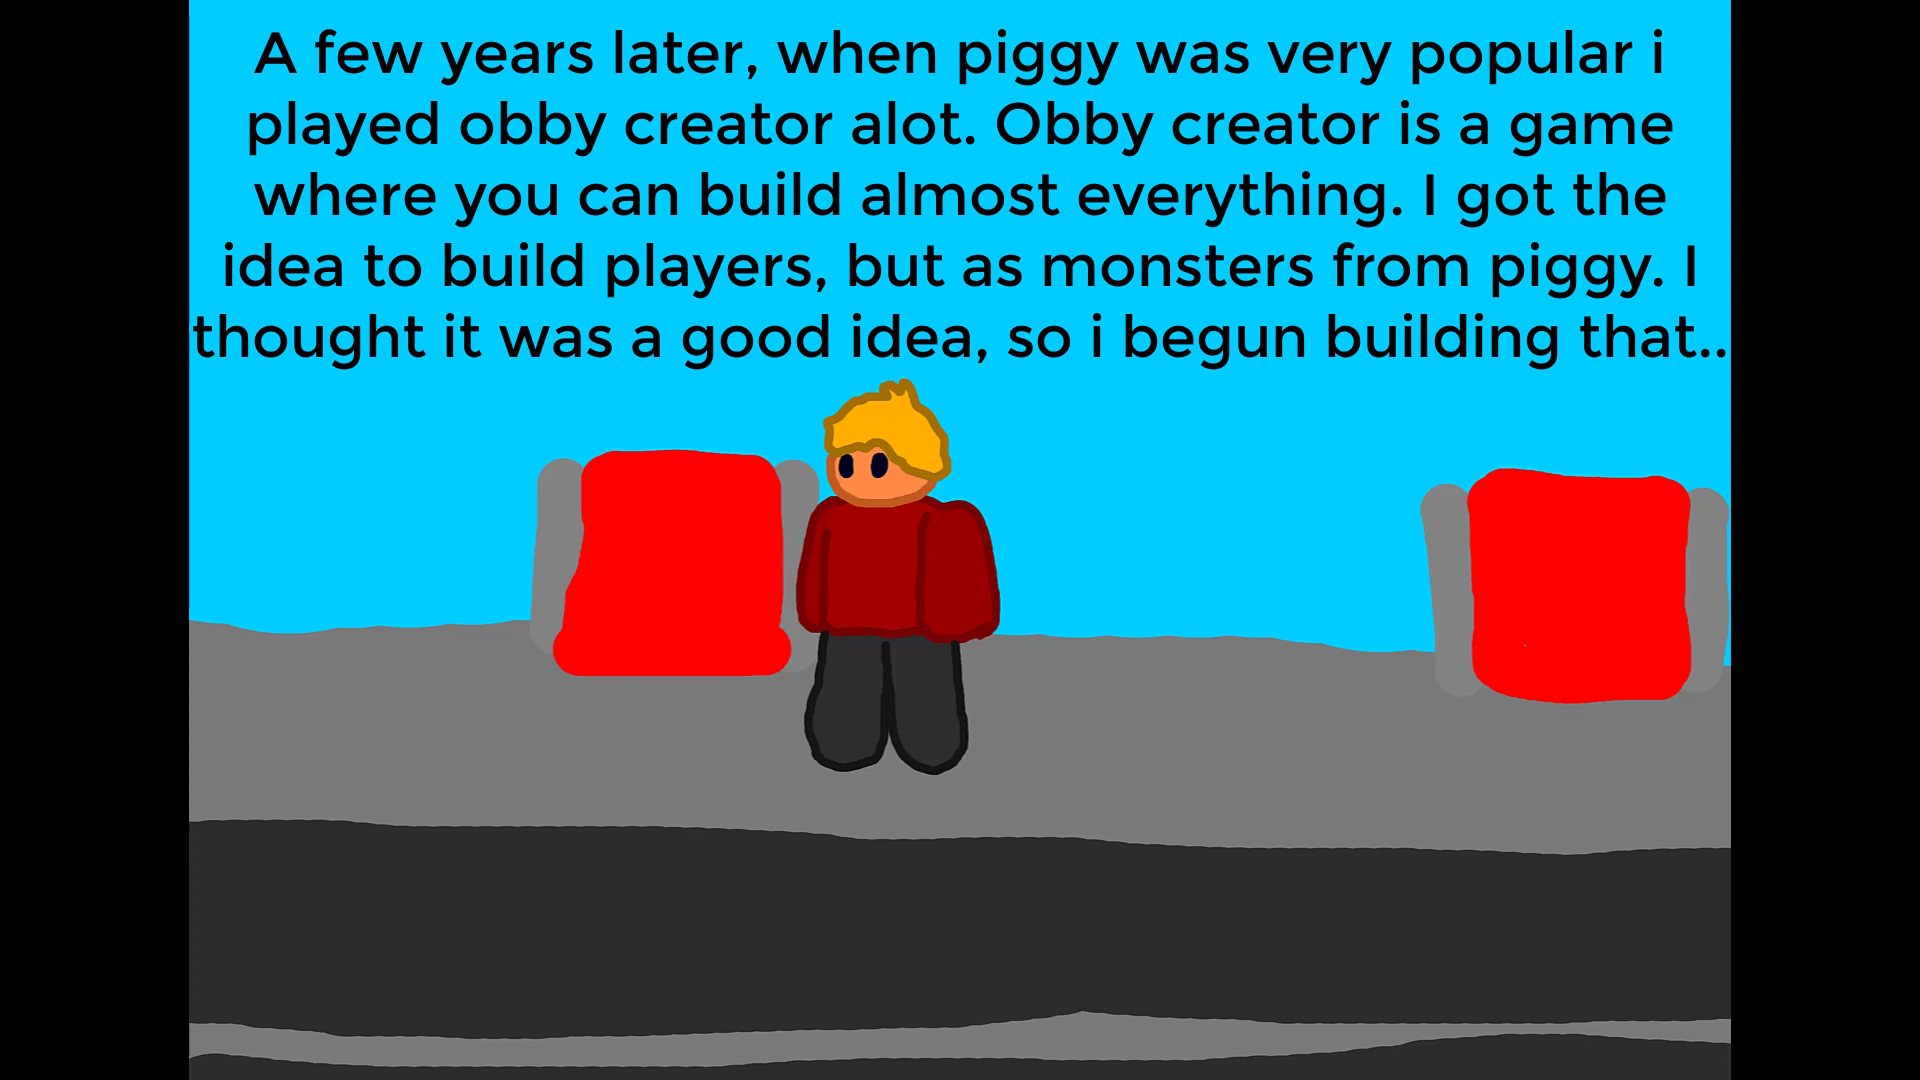 A few years later, when piggy was very popular i
played obby creator alot. Obby creator is a game
where you can build almost everything. I got the
idea to build players, but as monsters from piggy. I
thought it was a good idea, so i begun building that..